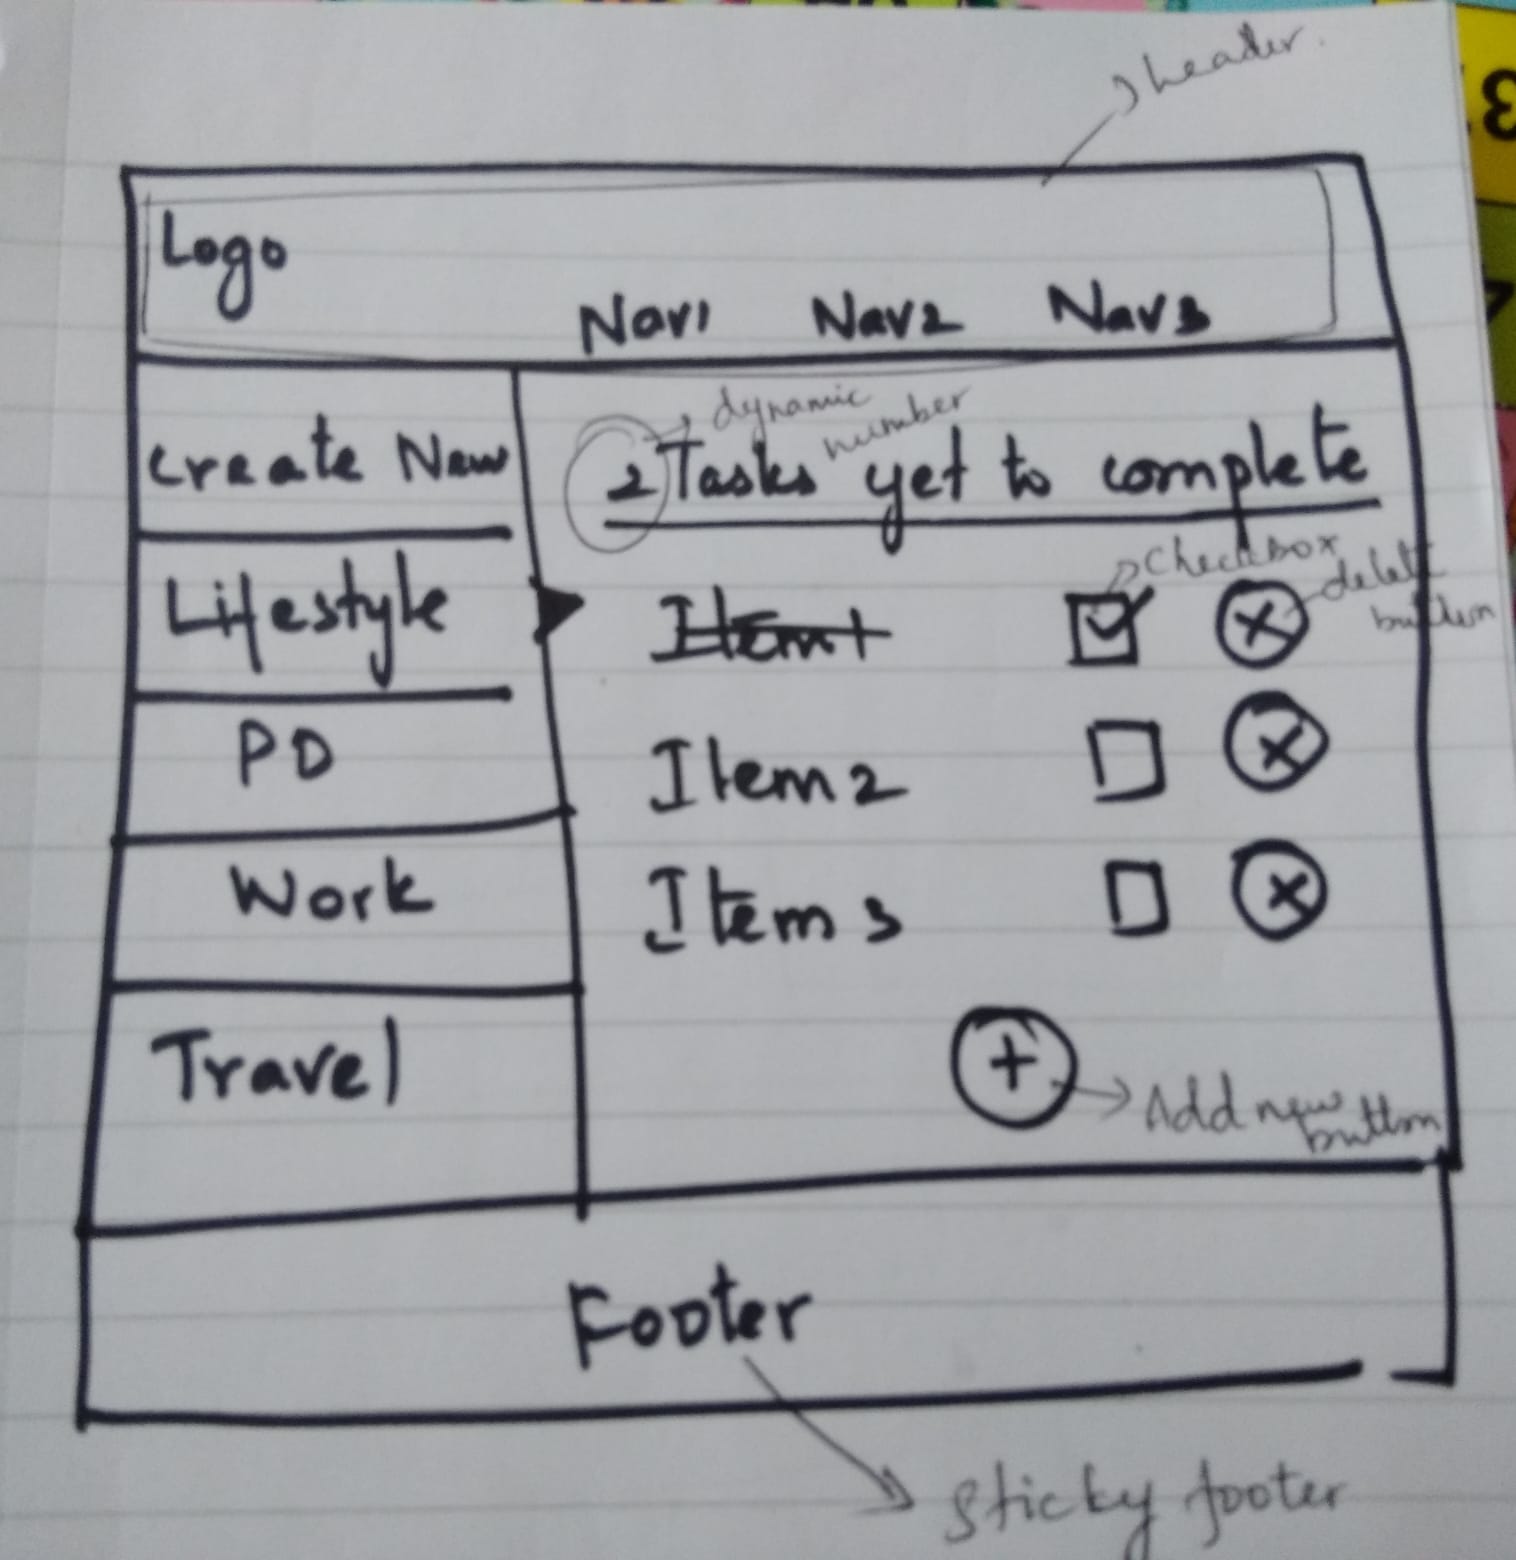 header.
Logo
Nav1 Nav2 Nav3
dynamic
number
Create New
2 Tasks yet to complete
Checkbox
delete
button
Lifestyle
Item1
PD
Item2
Work
Item3
Travel
Add new
button
Footer
sticky footer